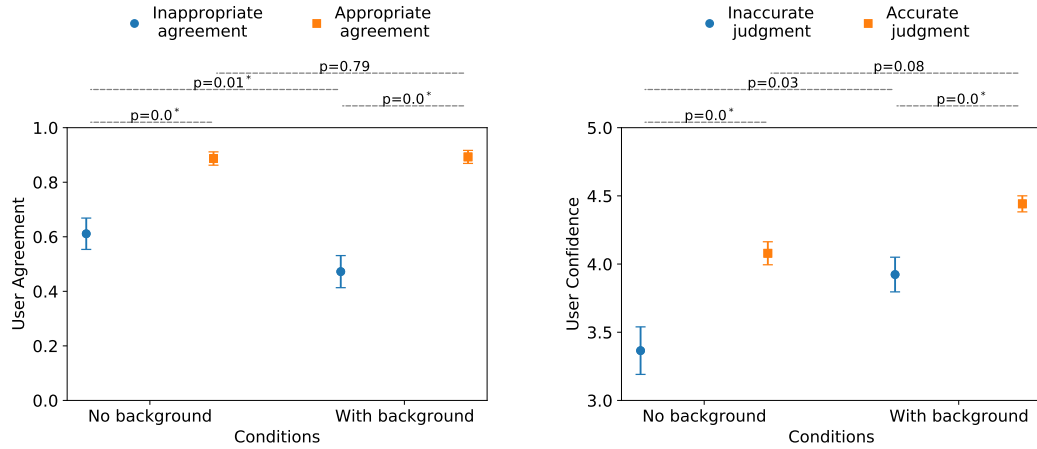 Inappropriate agreement
Appropriate agreement
p=0.79
p=0.01*
p=0.0*
p=0.0*
1.0
0.8
0.6
0.4
0.2
0.0
User Agreement
No background
With background
Conditions
Inaccurate judgment
Accurate judgment
p=0.08
p=0.03
p=0.0*
p=0.0*
5.0
4.5
4.0
3.5
3.0
User Confidence
No background
With background
Conditions